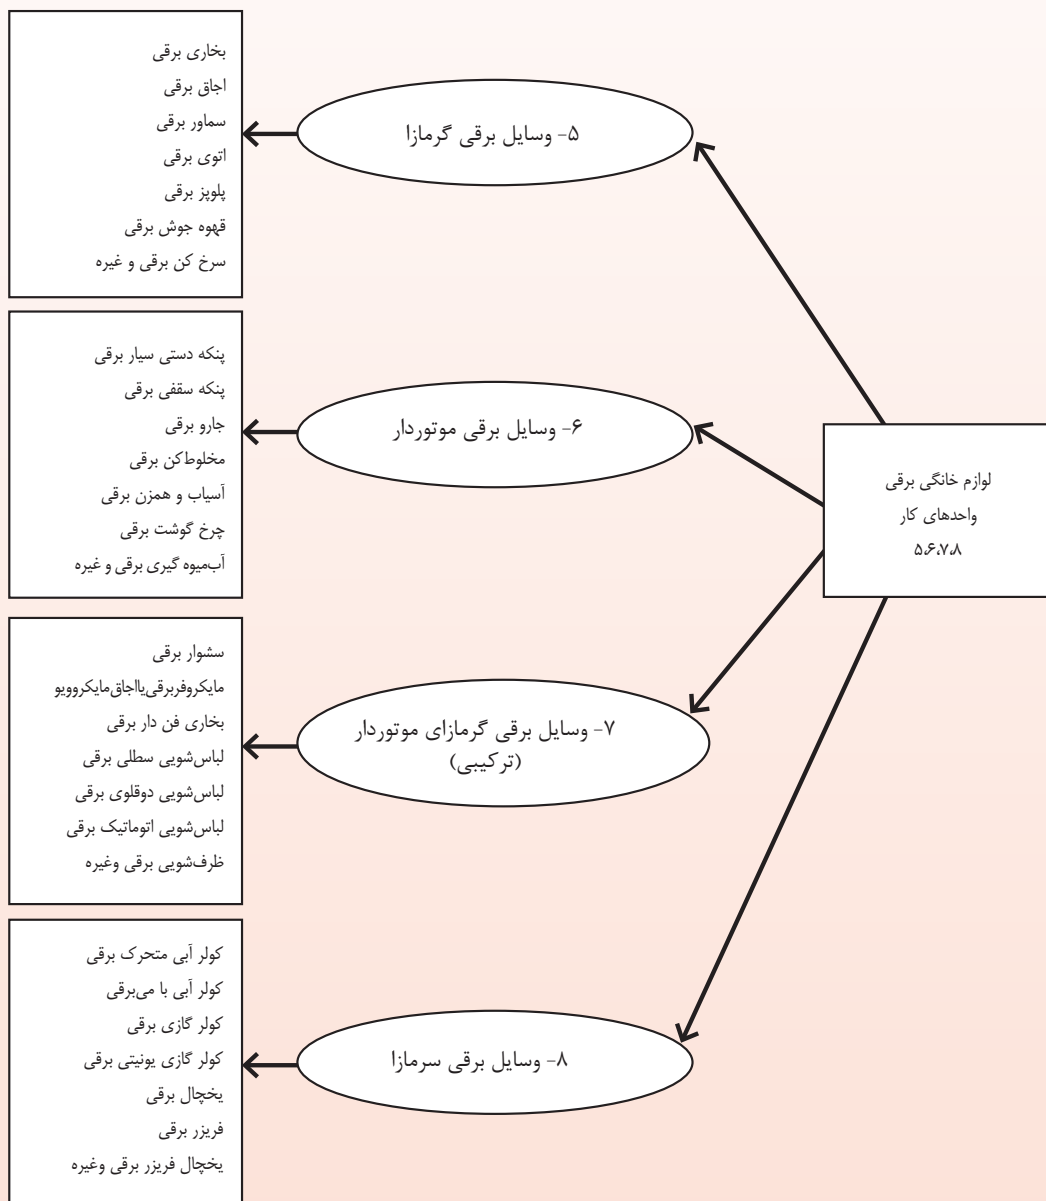 لوازم خانگی برقی
واحدهای کار
۵،۶،۷،۸
۵- وسایل برقی گرمازا
بخاری برقی
اجاق برقی
سماور برقی
اتوی برقی
پلوپز برقی
قهوه جوش برقی
سرخ کن برقی و غیره
۶- وسایل برقی موتوردار
پنکه دستی سیار برقی
پنکه سقفی برقی
جارو برقی
مخلوط‌کن برقی
آسیاب و همزن برقی
چرخ گوشت برقی
آب‌میوه گیری برقی و غیره
۷- وسایل برقی گرمازای موتوردار
(ترکیبی)
سشوار برقی
مایکروفربرقی‌یااجاق‌مایکروویو
بخاری فن دار برقی
لباس‌شویی سطلی برقی
لباس‌شویی دوقلوی برقی
لباس‌شویی اتوماتیک برقی
ظرف‌شویی برقی وغیره
۸- وسایل برقی سرمازا
کولر آبی متحرک برقی
کولر آبی با می‌برقی
کولر گازی برقی
کولر گازی یونیتی برقی
یخچال برقی
فریزر برقی
یخچال فریزر برقی وغیره